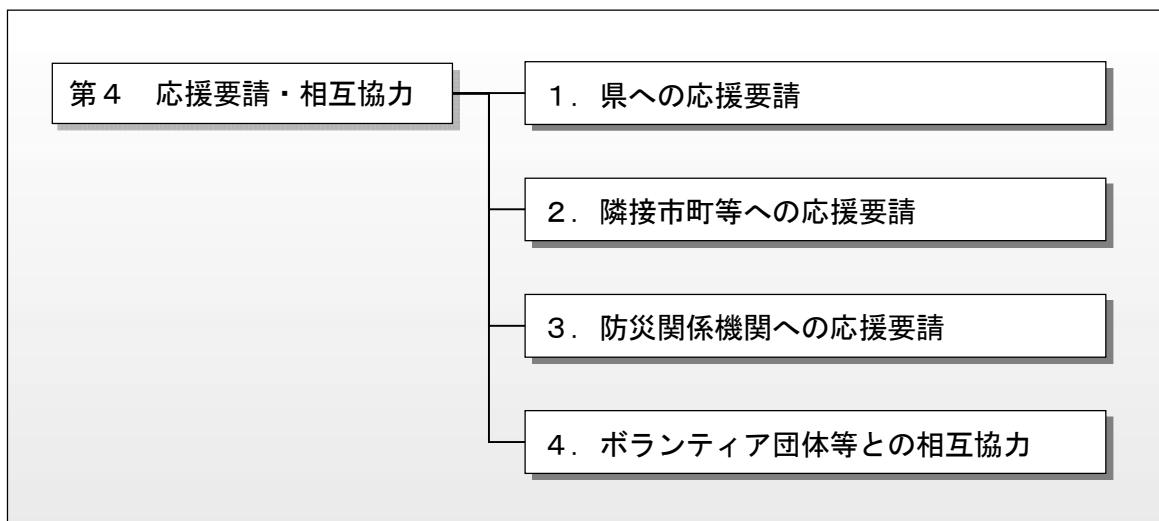 第４　応援要請・相互協力
１．県への応援要請
２．隣接市町等への応援要請
３．防災関係機関への応援要請
４．ボランティア団体等との相互協力